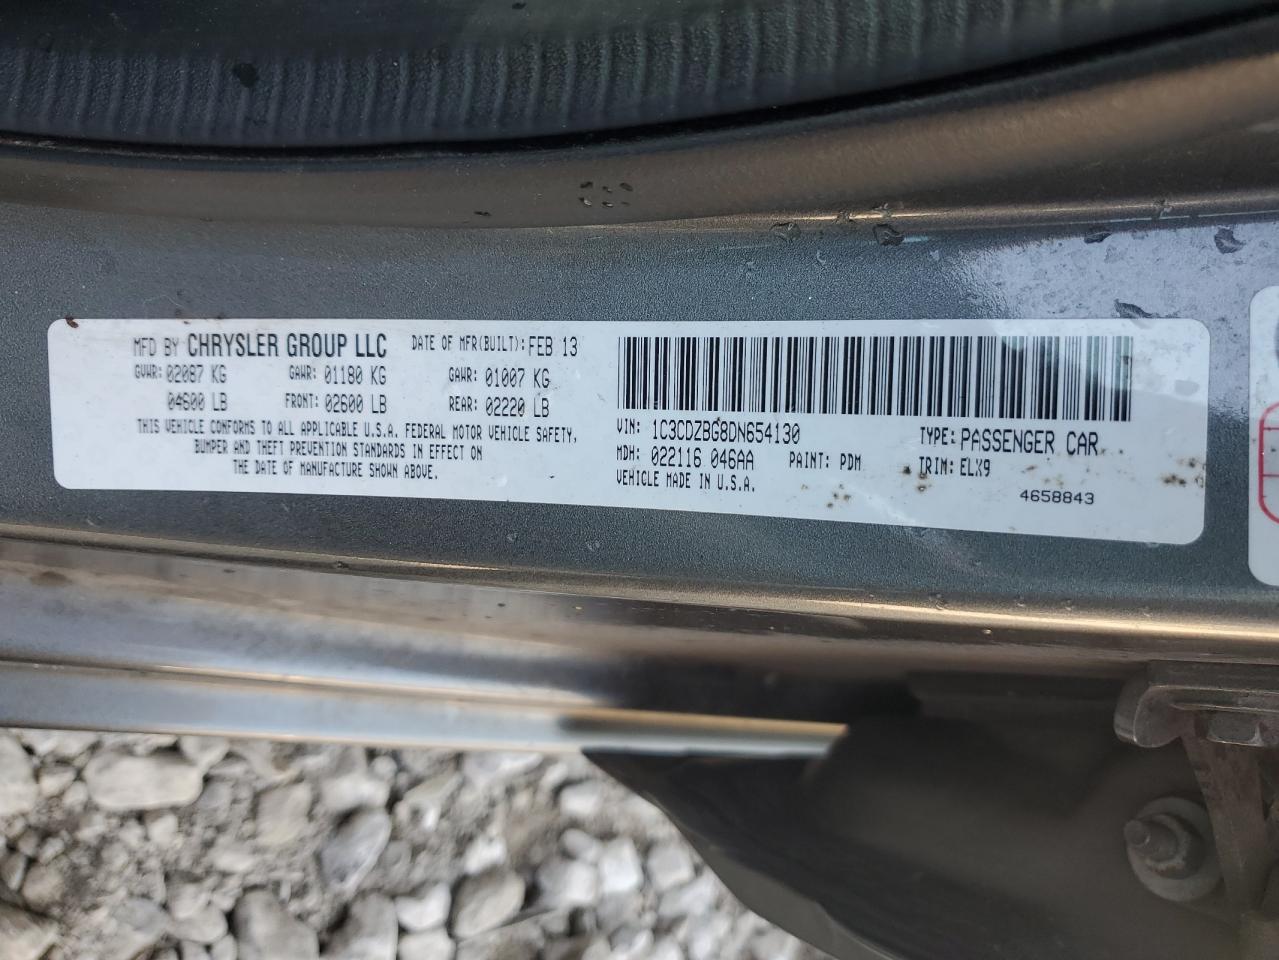 MFD BY CHRYSLER GROUP LLC DATE OF MFR(BUILT): FEB 13
GVWR: 02087 KG GAWR: 01180 KG GAWR: 01007 KG
04600 LB FRONT: 02600 LB REAR: 02220 LB
THIS VEHICLE CONFORMS TO ALL APPLICABLE U.S.A. FEDERAL MOTOR VEHICLE SAFETY,
BUMPER AND THEFT PREVENTION STANDARDS IN EFFECT ON
THE DATE OF MANUFACTURE SHOWN ABOVE.
VIN: 1C3CDZBG8DN654130 TYPE: PASSENGER CAR
MDH: 022116 046AA PAINT: PDM TRIM: ELX9
VEHICLE MADE IN U.S.A.
4658843